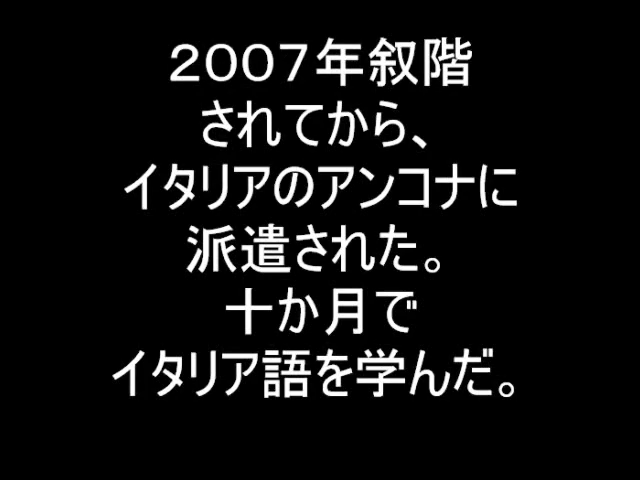 ２００７年叙階
されてから、
イタリアのアンコナに
派遣された。
十か月で
イタリア語を学んだ。